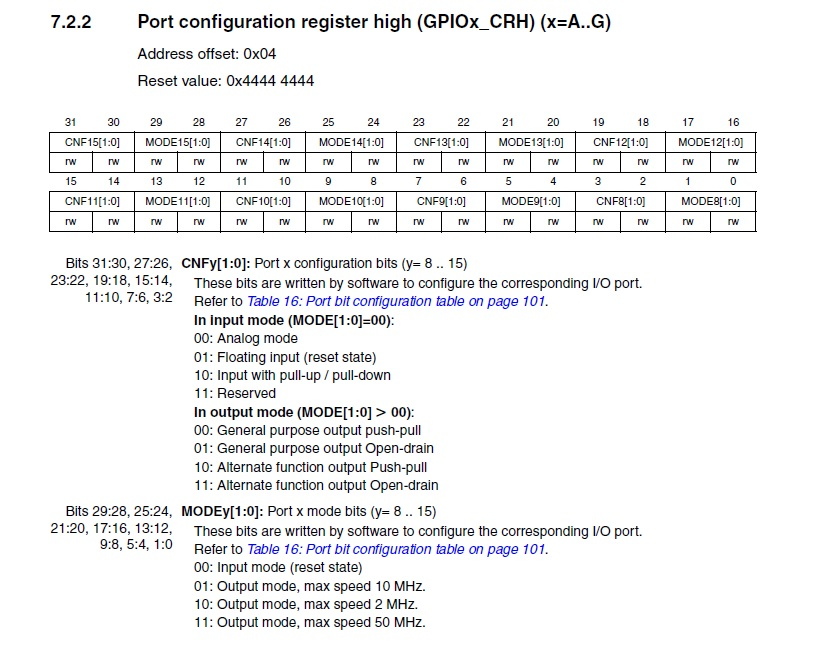 7.2.2 Port configuration register high (GPIOx_CRH) (x=A..G)
Address offset: 0x04
Reset value: 0x4444 4444
31 30 29 28 27 26 25 24 23 22 21 20 19 18 17 16
CNF15[1:0] MODE15[1:0] CNF14[1:0] MODE14[1:0] CNF13[1:0] MODE13[1:0] CNF12[1:0] MODE12[1:0]
rw rw rw rw rw rw rw rw rw rw rw rw rw rw rw rw
15 14 13 12 11 10 9 8 7 6 5 4 3 2 1 0
CNF11[1:0] MODE11[1:0] CNF10[1:0] MODE10[1:0] CNF9[1:0] MODE9[1:0] CNF8[1:0] MODE8[1:0]
rw rw rw rw rw rw rw rw rw rw rw rw rw rw rw rw
Bits 31:30, 27:26, CNFy[1:0]: Port x configuration bits (y= 8 .. 15)
23:22, 19:18, 15:14, These bits are written by software to configure the corresponding I/O port.
11:10, 7:6, 3:2 Refer to Table 16: Port bit configuration table on page 101.
In input mode (MODE[1:0]=00):
00: Analog mode
01: Floating input (reset state)
10: Input with pull-up / pull-down
11: Reserved
In output mode (MODE[1:0] > 00):
00: General purpose output push-pull
01: General purpose output Open-drain
10: Alternate function output Push-pull
11: Alternate function output Open-drain
Bits 29:28, 25:24, MODEy[1:0]: Port x mode bits (y= 8 .. 15)
21:20, 17:16, 13:12, These bits are written by software to configure the corresponding I/O port.
9:8, 5:4, 1:0 Refer to Table 16: Port bit configuration table on page 101.
00: Input mode (reset state)
01: Output mode, max speed 10 MHz.
10: Output mode, max speed 2 MHz.
11: Output mode, max speed 50 MHz.